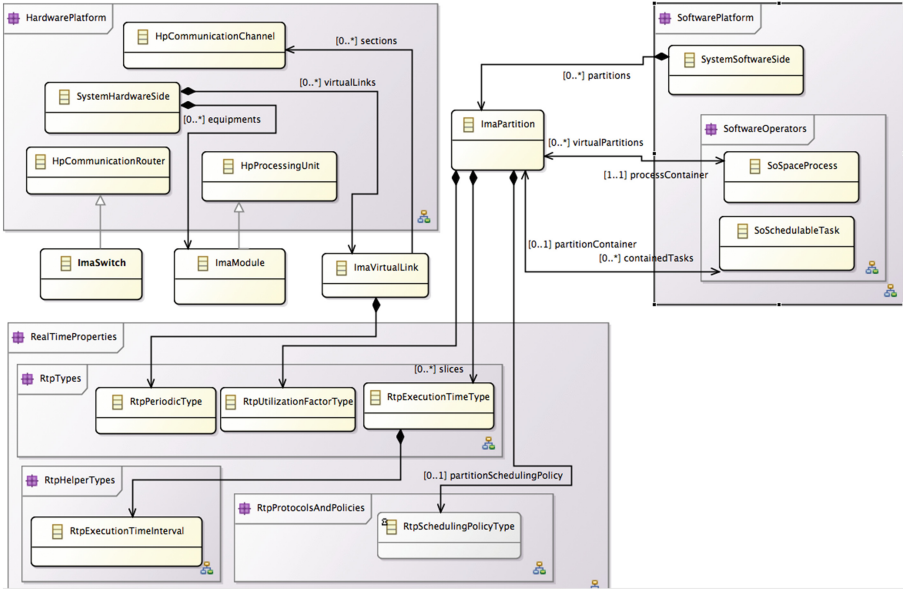 HardwarePlatform
SoftwarePlatform
HpCommunicationChannel
[0..*] sections
SystemSoftwareSide
[0..*] partitions
[0..*] virtualLinks
SystemHardwareSide
[0..*] equipments
ImaPartition
SoftwareOperators
[0..*] virtualPartitions
HpCommunicationRouter
HpProcessingUnit
SoSpaceProcess
[1..1] processContainer
SoSchedulableTask
[0..1] partitionContainer
[0..*] containedTasks
ImaSwitch
ImaModule
ImaVirtualLink
RealTimeProperties
[0..*] slices
RtpTypes
RtpPeriodicType
RtpUtilizationFactorType
RtpExecutionTimeType
[0..1] partitionSchedulingPolicy
RtpHelperTypes
RtpProtocolsAndPolicies
RtpExecutionTimeInterval
RtpSchedulingPolicyType